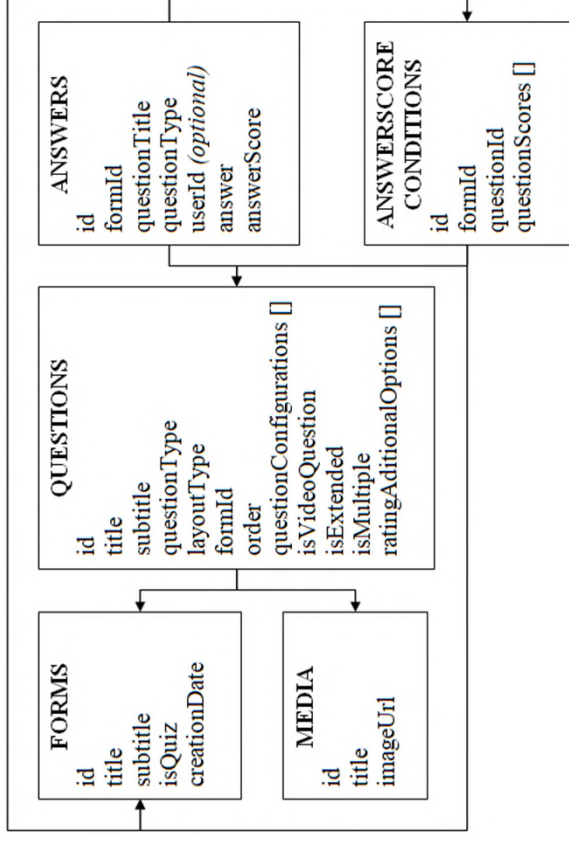 FORMS
id
title
subtitle
isQuiz
creationDate
MEDIA
id
title
imageUrl
QUESTIONS
id
title
subtitle
questionType
layoutType
formId
order
questionConfigurations []
isVideoQuestion
isExtended
isMultiple
ratingAditionalOptions []
ANSWERS
id
formId
questionTitle
questionType
userId (optional)
answer
answerScore
ANSWERSCORE
CONDITIONS
id
formId
questionId
questionScores []